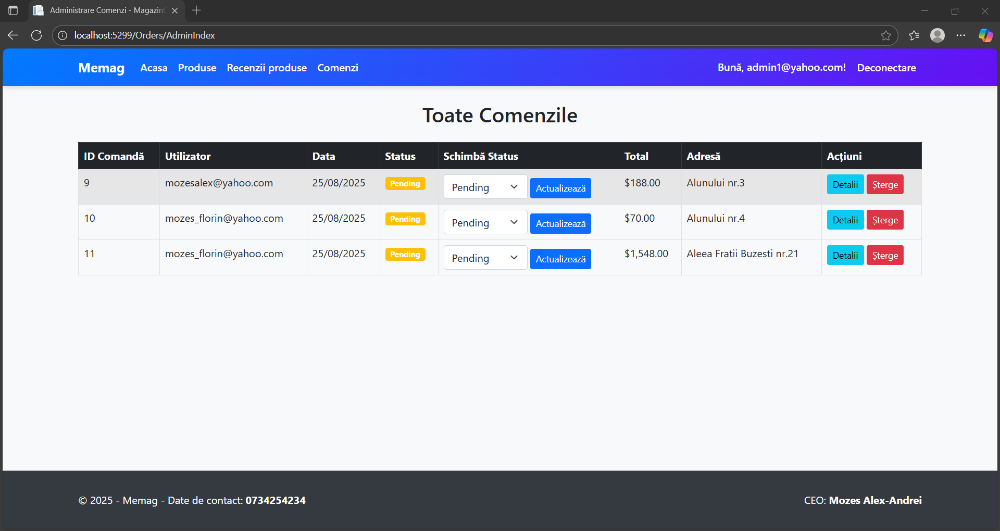 Administrare Comenzi - Magazin
localhost:5299/Orders/AdminIndex
Memag Acasa Produse Recenzii produse Comenzi Bună, admin1@yahoo.com! Deconectare
Toate Comenzile
ID Comandă Utilizator Data Status Schimbă Status Total Adresă Acțiuni
9 mozesalex@yahoo.com 25/08/2025 Pending Pending Actualizează $188.00 Alunului nr.3 Detalii Șterge
10 mozes_florin@yahoo.com 25/08/2025 Pending Pending Actualizează $70.00 Alunului nr.4 Detalii Șterge
11 mozes_florin@yahoo.com 25/08/2025 Pending Pending Actualizează $1,548.00 Aleea Fratii Buzesti nr.21 Detalii Șterge
© 2025 - Memag - Date de contact: 0734254234 CEO: Mozes Alex-Andrei